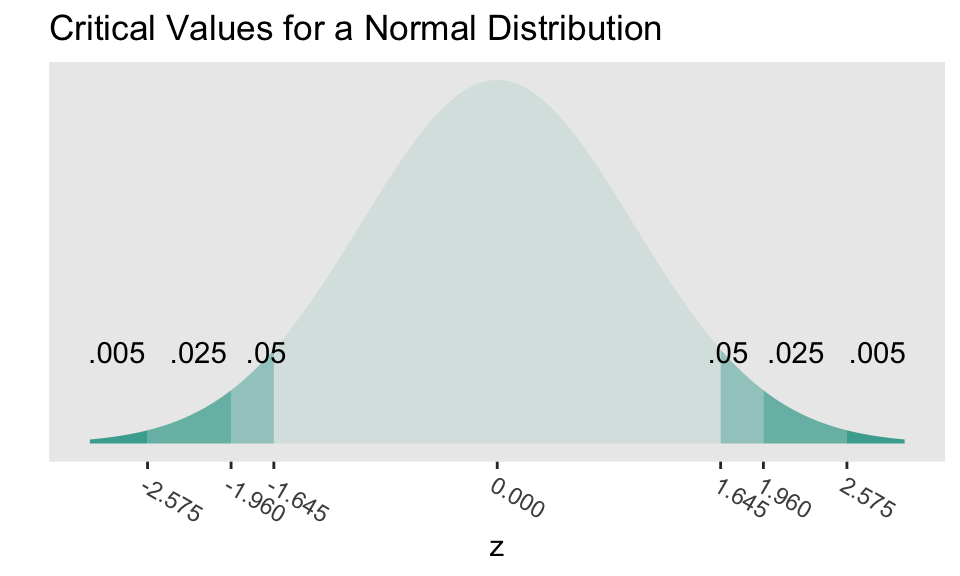 Critical Values for a Normal Distribution
.005 .025 .05 .05 .025 .005
-2.575 -1.960 -1.645 0.000 1.645 1.960 2.575
z